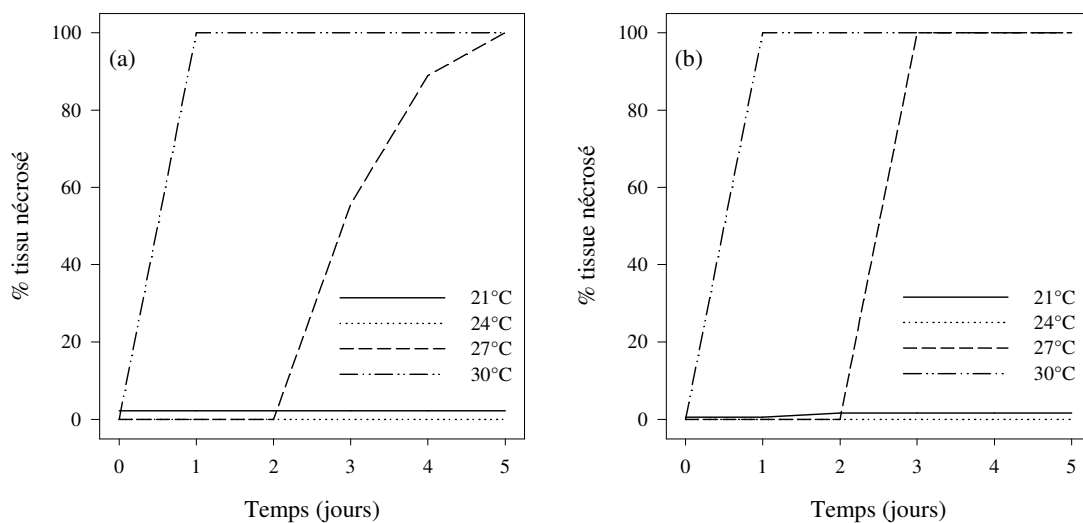 100
80
60
40
20
0
% tissu nécrosé
(a)
21°C
24°C
27°C
30°C
0 1 2 3 4 5
Temps (jours)
100
80
60
40
20
0
% tissue nécrosé
(b)
21°C
24°C
27°C
30°C
0 1 2 3 4 5
Temps (jours)